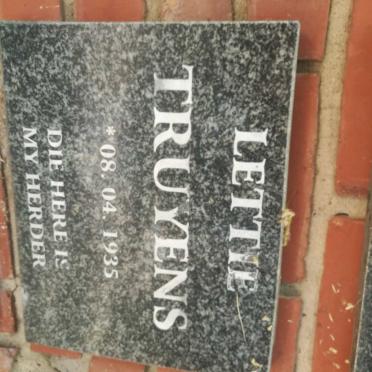 LETTIE
TRUYENS
* 08 04 1935
DIE HERE IS
MY HERDER